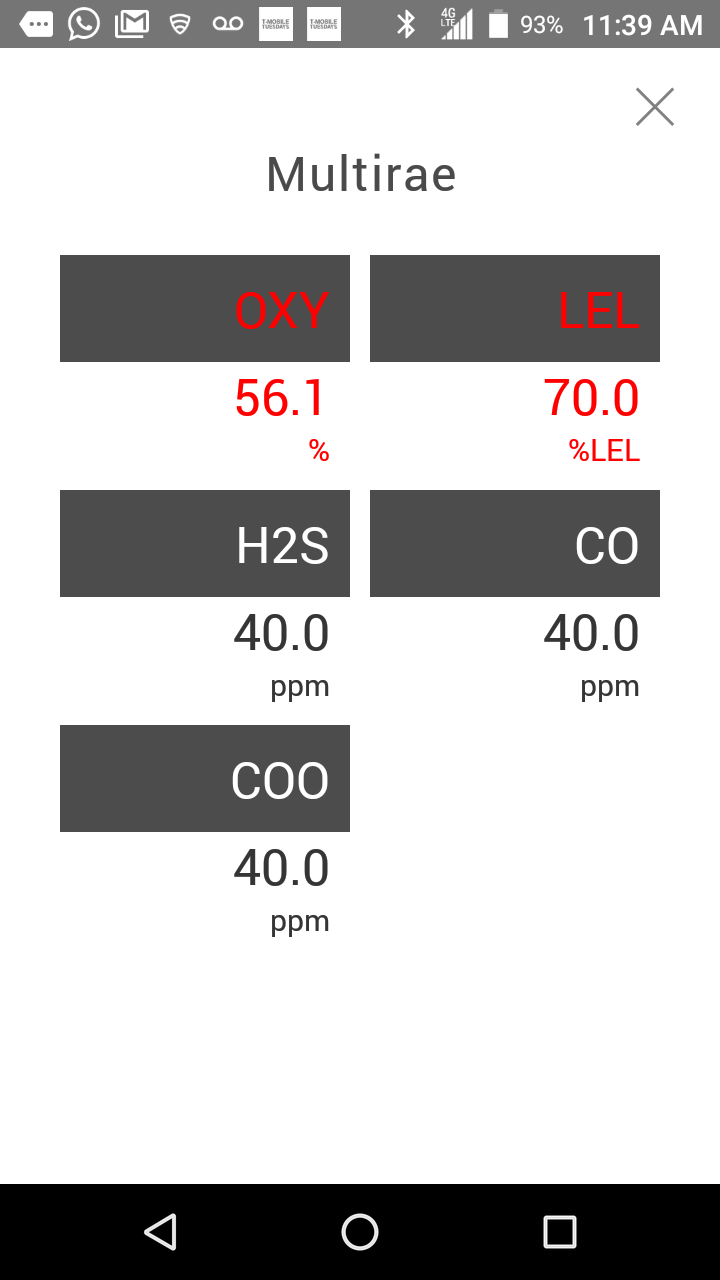 T-MOBILE TUESDAYS T-MOBILE TUESDAYS 4G LTE 93% 11:39 AM
Multirae
OXY LEL
56.1 70.0
% %LEL
H2S CO
40.0 40.0
ppm ppm
COO
40.0
ppm